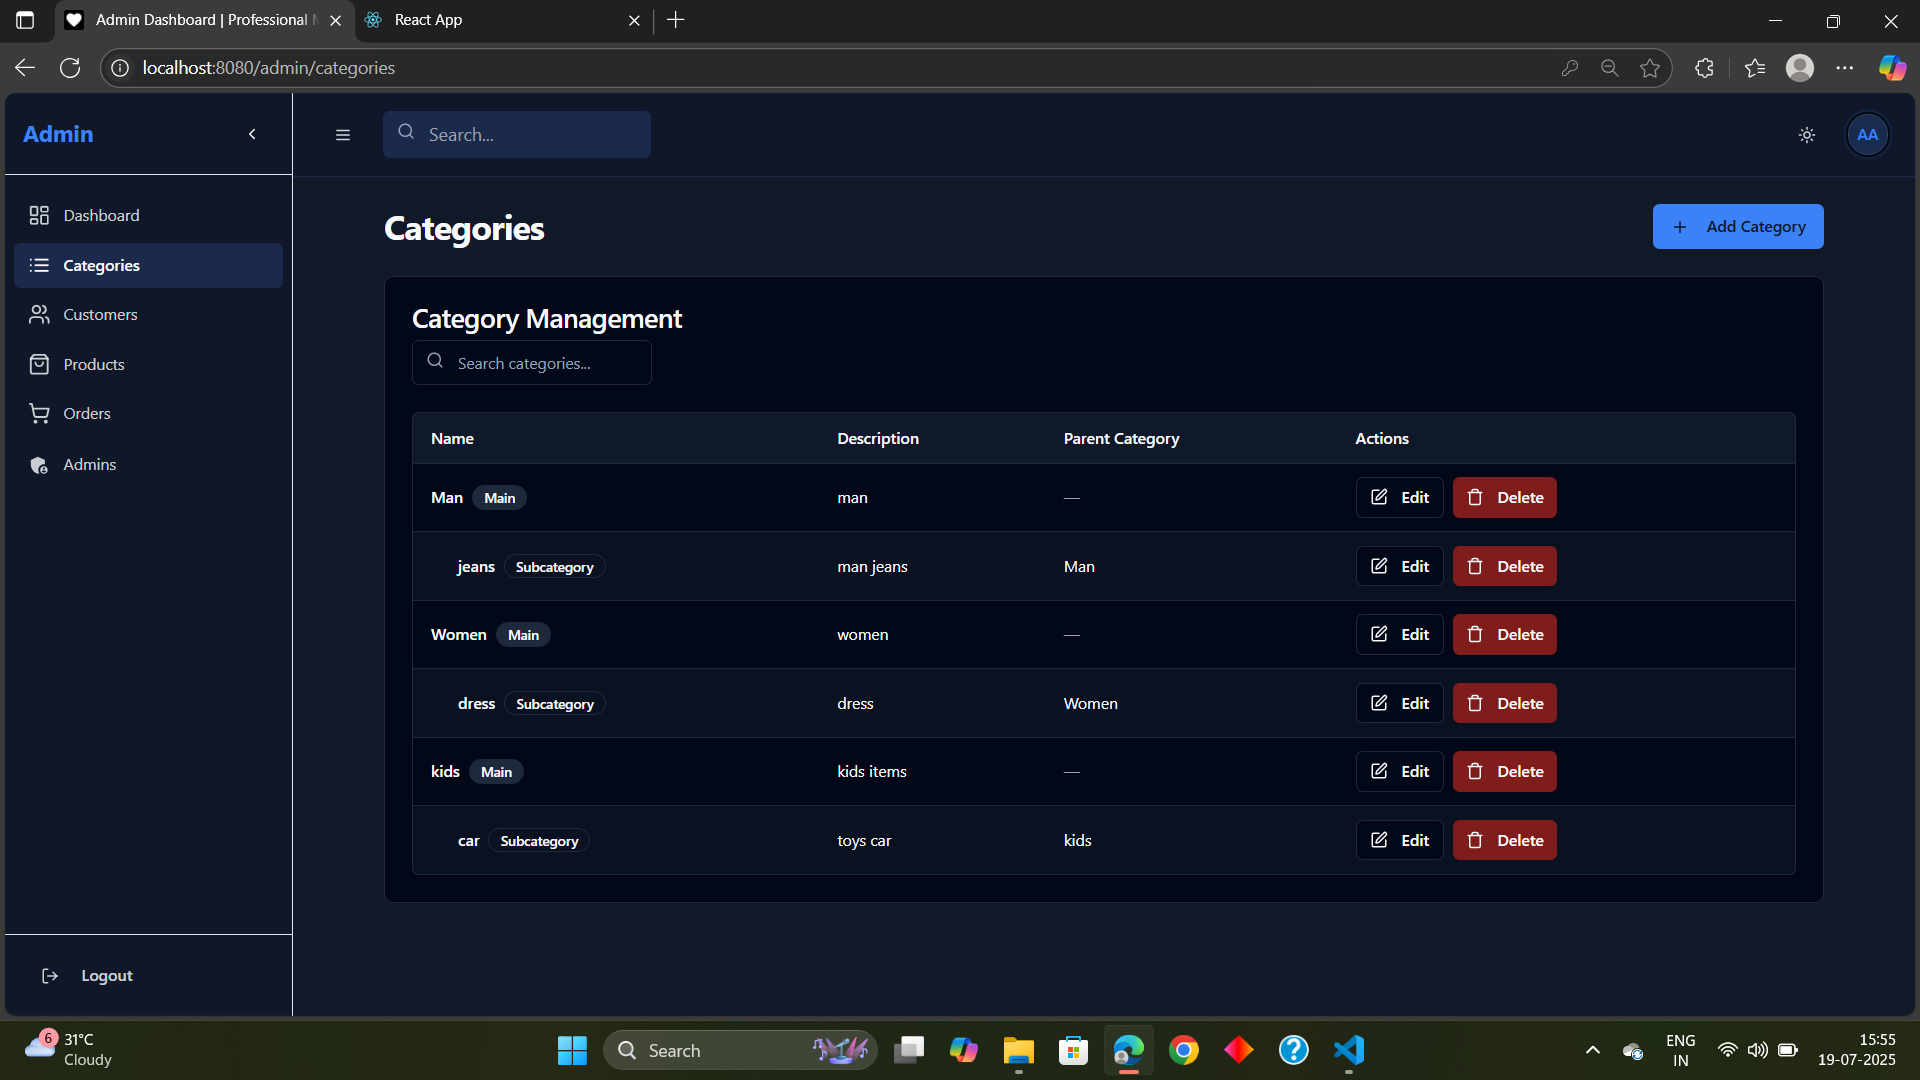 Admin Dashboard | Professional
React App
localhost:8080/admin/categories
Admin
Search...
AA
Dashboard
Categories
Customers
Products
Orders
Admins
Logout
Categories
Add Category
Category Management
Search categories...
Name Description Parent Category Actions
Man Main man — Edit Delete
jeans Subcategory man jeans Man Edit Delete
Women Main women — Edit Delete
dress Subcategory dress Women Edit Delete
kids Main kids items — Edit Delete
car Subcategory toys car kids Edit Delete
6
31°C
Cloudy
Search
ENG
IN
15:55
19-07-2025